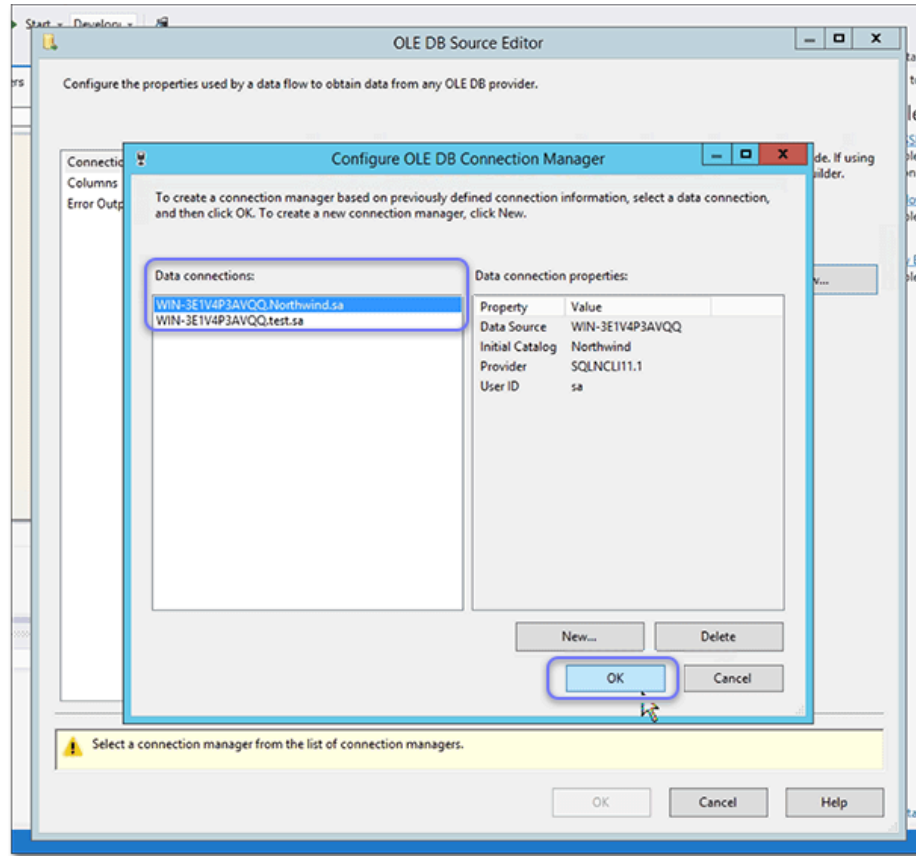 Start
OLE DB Source Editor
Configure the properties used by a data flow to obtain data from any OLE DB provider.
Configure OLE DB Connection Manager
de. If using
Columns
To create a connection manager based on previously defined connection information, select a data connection,
and then click OK. To create a new connection manager, click New.
Data connections:
Data connection properties:
WIN-3E1V4P3AVQQ.Northwind.sa
WIN-3E1V4P3AVQQ.test.sa
Property Value
Data Source WIN-3E1V4P3AVQQ
Initial Catalog Northwind
Provider SQLNCLI11.1
User ID sa
New... Delete
OK Cancel
Select a connection manager from the list of connection managers.
OK Cancel Help